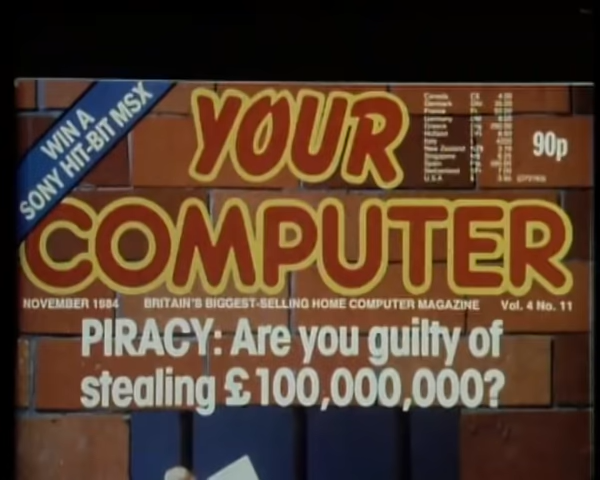 WIN A
SONY HIT-BIT MSX
YOUR
90p
COMPUTER
NOVEMBER 1984 BRITAIN'S BIGGEST-SELLING HOME COMPUTER MAGAZINE Vol. 4 No. 11
PIRACY: Are you guilty of
stealing £100,000,000?